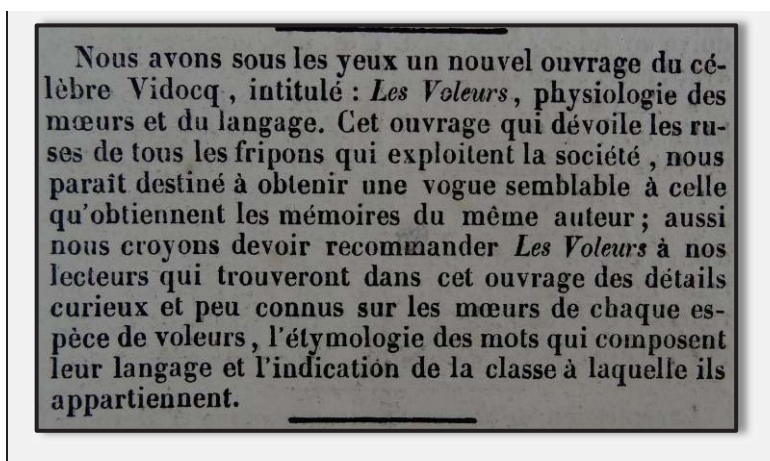 Nous avons sous les yeux un nouvel ouvrage du cé-
lèbre Vidocq, intitulé : Les Voleurs, physiologie des
mœurs et du langage. Cet ouvrage qui dévoile les ru-
ses de tous les fripons qui exploitent la société, nous
paraît destiné à obtenir une vogue semblable à celle
qu'obtiennent les mémoires du même auteur; aussi
nous croyons devoir recommander Les Voleurs à nos
lecteurs qui trouveront dans cet ouvrage des détails
curieux et peu connus sur les mœurs de chaque es-
pèce de voleurs, l'étymologie des mots qui composent
leur langage et l'indication de la classe à laquelle ils
appartiennent.